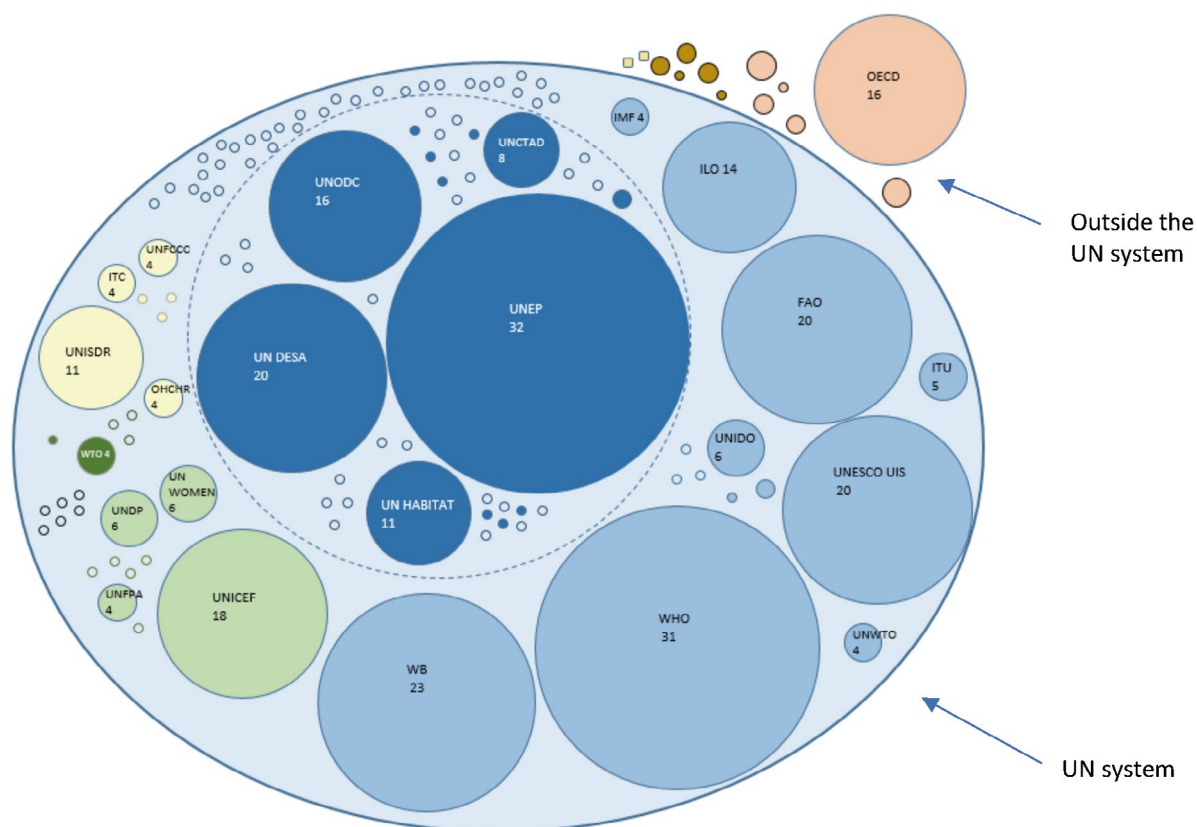 OECD
16
IMF 4
UNCTAD
8
ILO 14
UNODC
16
Outside the
UN system
UNFCCC
4
ITC
4
UNEP
32
FAO
20
UNISDR
11
UN DESA
20
ITU
5
OHCHR
4
WTO 4
UNIDO
6
UN
WOMEN
6
UNESCO UIS
20
UN HABITAT
11
UNDP
6
UNFPA
4
UNICEF
18
WHO
31
UNWTO
4
WB
23
UN system